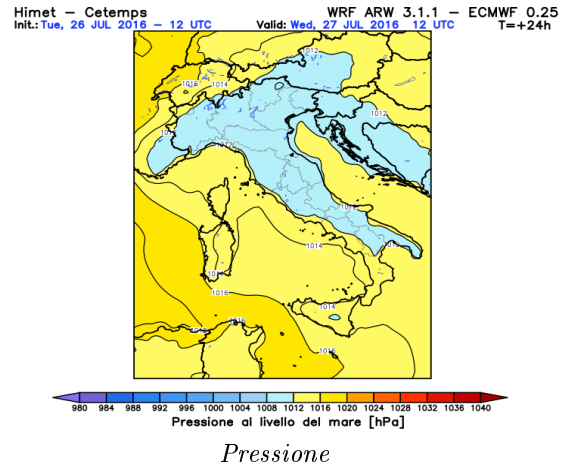 Himet – Cetemps WRF ARW 3.1.1 – ECMWF 0.25
Init.: Tue, 26 JUL 2016 – 12 UTC Valid: Wed, 27 JUL 2016 12 UTC T=+24h
1012
1016 1014
1012
1012
1014
1016
1014
1016
1016
980 984 988 992 996 1000 1004 1008 1012 1016 1020 1024 1028 1032 1036 1040
Pressione al livello del mare [hPa]
Pressione